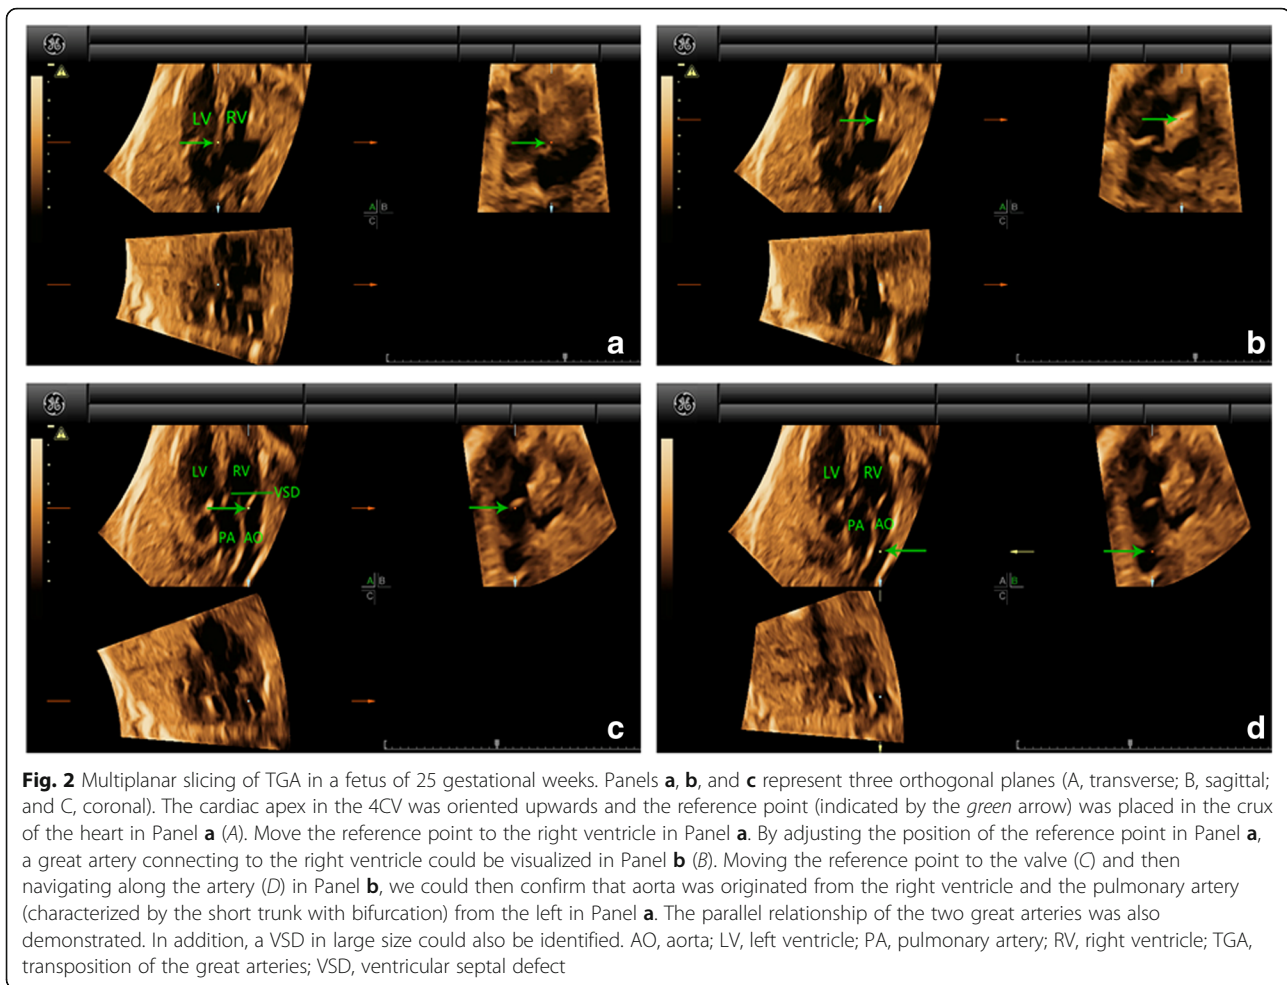 LV RV
A B
C
a
A B
C
b
LV RV
VSD
PA AO
A B
C
c
LV RV
PA AO
A B
C
d
Fig. 2 Multiplanar slicing of TGA in a fetus of 25 gestational weeks. Panels a, b, and c represent three orthogonal planes (A, transverse; B, sagittal;
and C, coronal). The cardiac apex in the 4CV was oriented upwards and the reference point (indicated by the green arrow) was placed in the crux
of the heart in Panel a (A). Move the reference point to the right ventricle in Panel a. By adjusting the position of the reference point in Panel a,
a great artery connecting to the right ventricle could be visualized in Panel b (B). Moving the reference point to the valve (C) and then
navigating along the artery (D) in Panel b, we could then confirm that aorta was originated from the right ventricle and the pulmonary artery
(characterized by the short trunk with bifurcation) from the left in Panel a. The parallel relationship of the two great arteries was also
demonstrated. In addition, a VSD in large size could also be identified. AO, aorta; LV, left ventricle; PA, pulmonary artery; RV, right ventricle; TGA,
transposition of the great arteries; VSD, ventricular septal defect